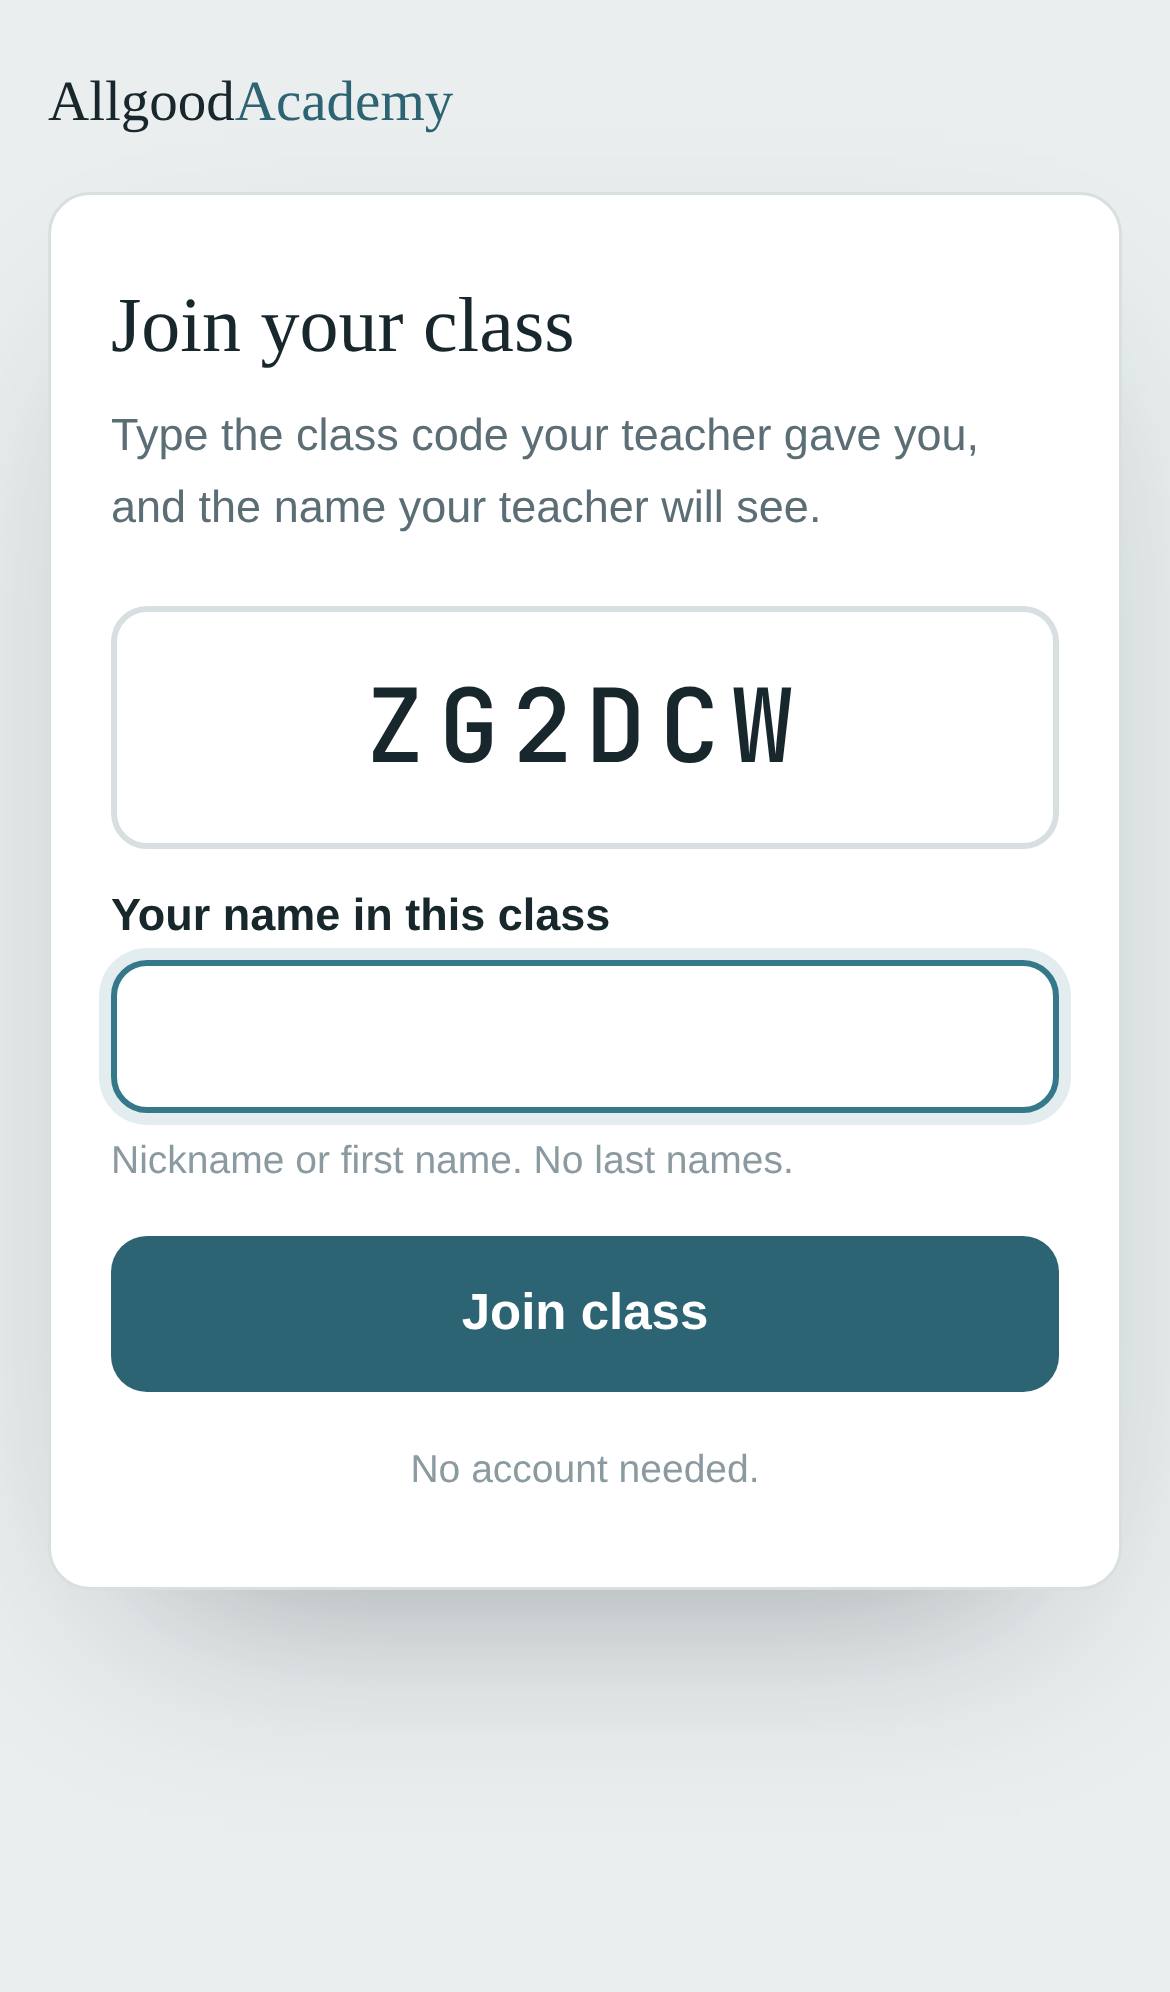 AllgoodAcademy
Join your class
Type the class code your teacher gave you,
and the name your teacher will see.
ZG2DCW
Your name in this class
Nickname or first name. No last names.
Join class
No account needed.